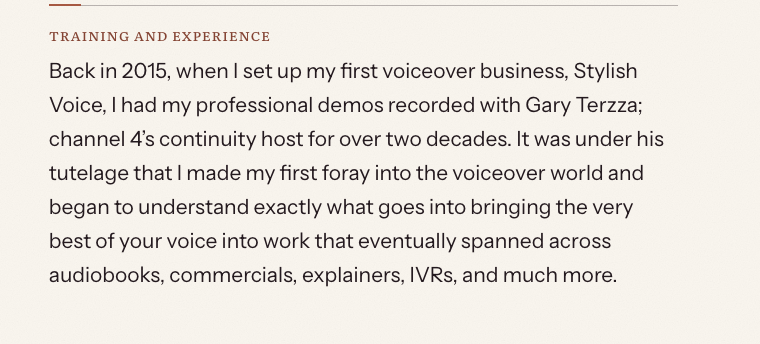 TRAINING AND EXPERIENCE
Back in 2015, when I set up my first voiceover business, Stylish
Voice, I had my professional demos recorded with Gary Terzza;
channel 4’s continuity host for over two decades. It was under his
tutelage that I made my first foray into the voiceover world and
began to understand exactly what goes into bringing the very
best of your voice into work that eventually spanned across
audiobooks, commercials, explainers, IVRs, and much more.